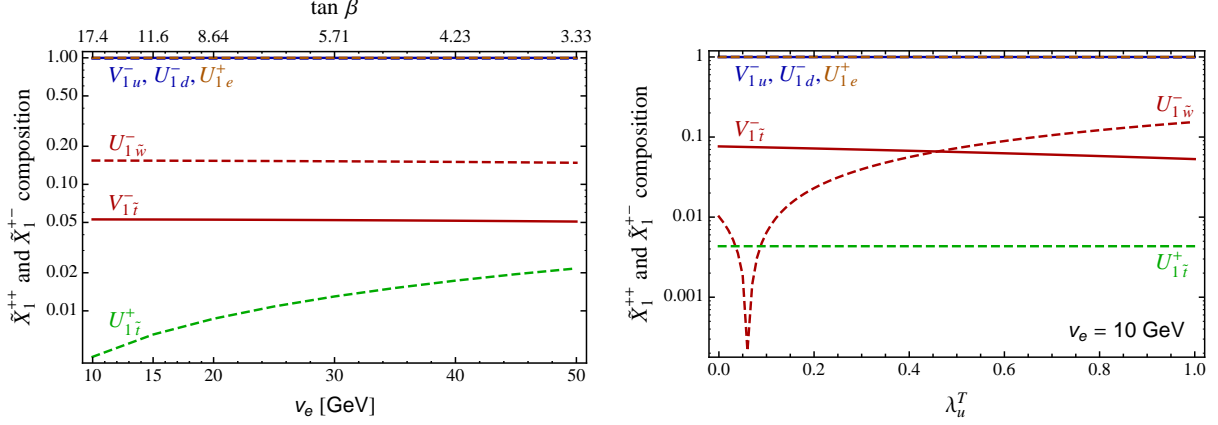 tan β
17.4 11.6 8.64 5.71 4.23 3.33
1.00
0.50
0.20
0.10
0.05
0.02
0.01
X̃₁⁺⁺ and X̃₁⁺⁻ composition
V⁻₁ᵤ, U⁻₁d, U⁺₁ₑ
U⁻₁w̃
V⁻₁t̃
U⁺₁t̃
10 15 20 30 40 50
vₑ [GeV]
1
0.1
0.01
0.001
X̃₁⁺⁺ and X̃₁⁺⁻ composition
V⁻₁ᵤ, U⁻₁d, U⁺₁ₑ
U⁻₁w̃
V⁻₁t̃
U⁺₁t̃
vₑ = 10 GeV
0.0 0.2 0.4 0.6 0.8 1.0
λᵤᵀ